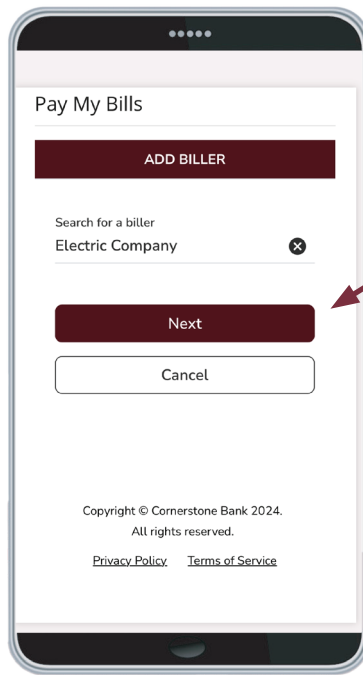 Pay My Bills
ADD BILLER
Search for a biller
Electric Company
Next
Cancel
Copyright © Cornerstone Bank 2024.
All rights reserved.
Privacy Policy Terms of Service